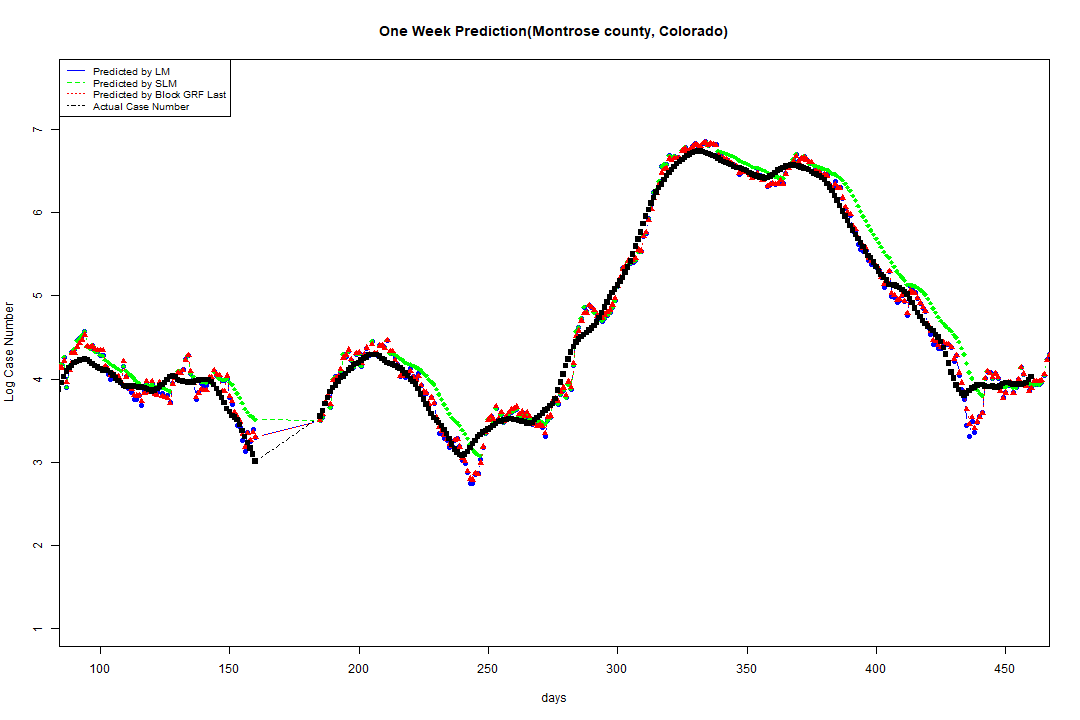 One Week Prediction(Montrose county, Colorado)
Predicted by LM
Predicted by SLM
Predicted by Block GRF Last
Actual Case Number
Log Case Number
7
6
5
4
3
2
1
100 150 200 250 300 350 400 450
days